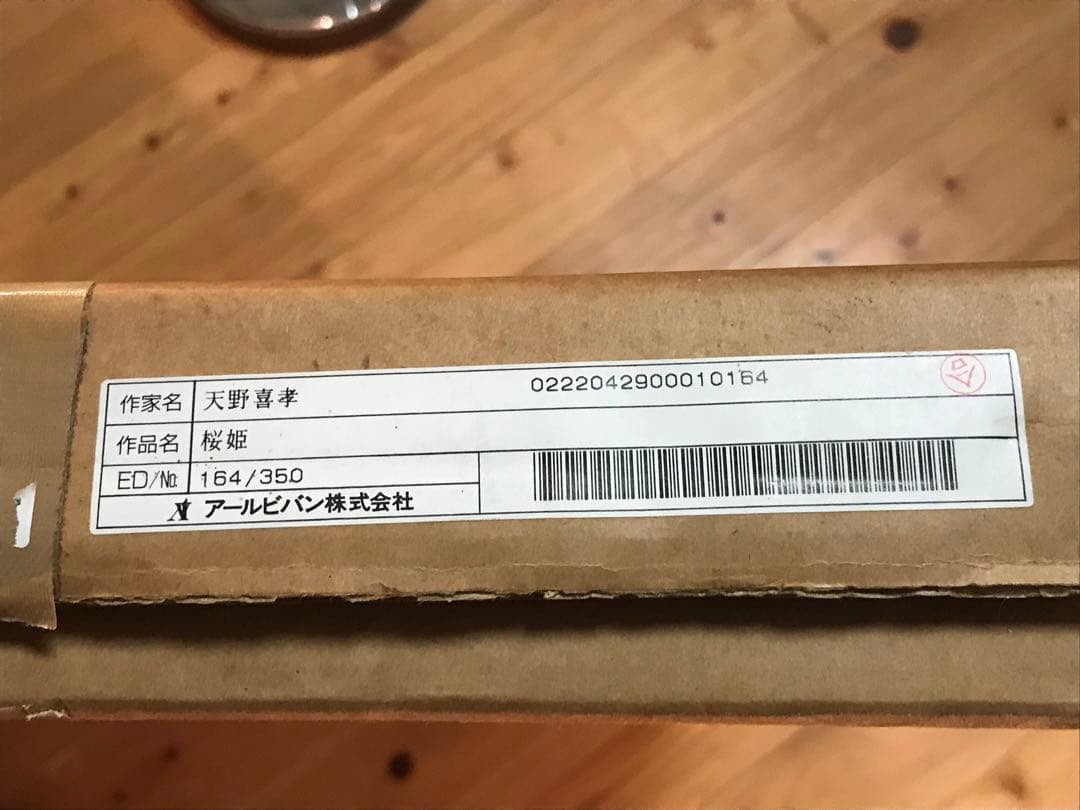 作家名 天野喜孝 0222042900010164
作品名 桜姫
ED/№ 164/350
アールビバン株式会社